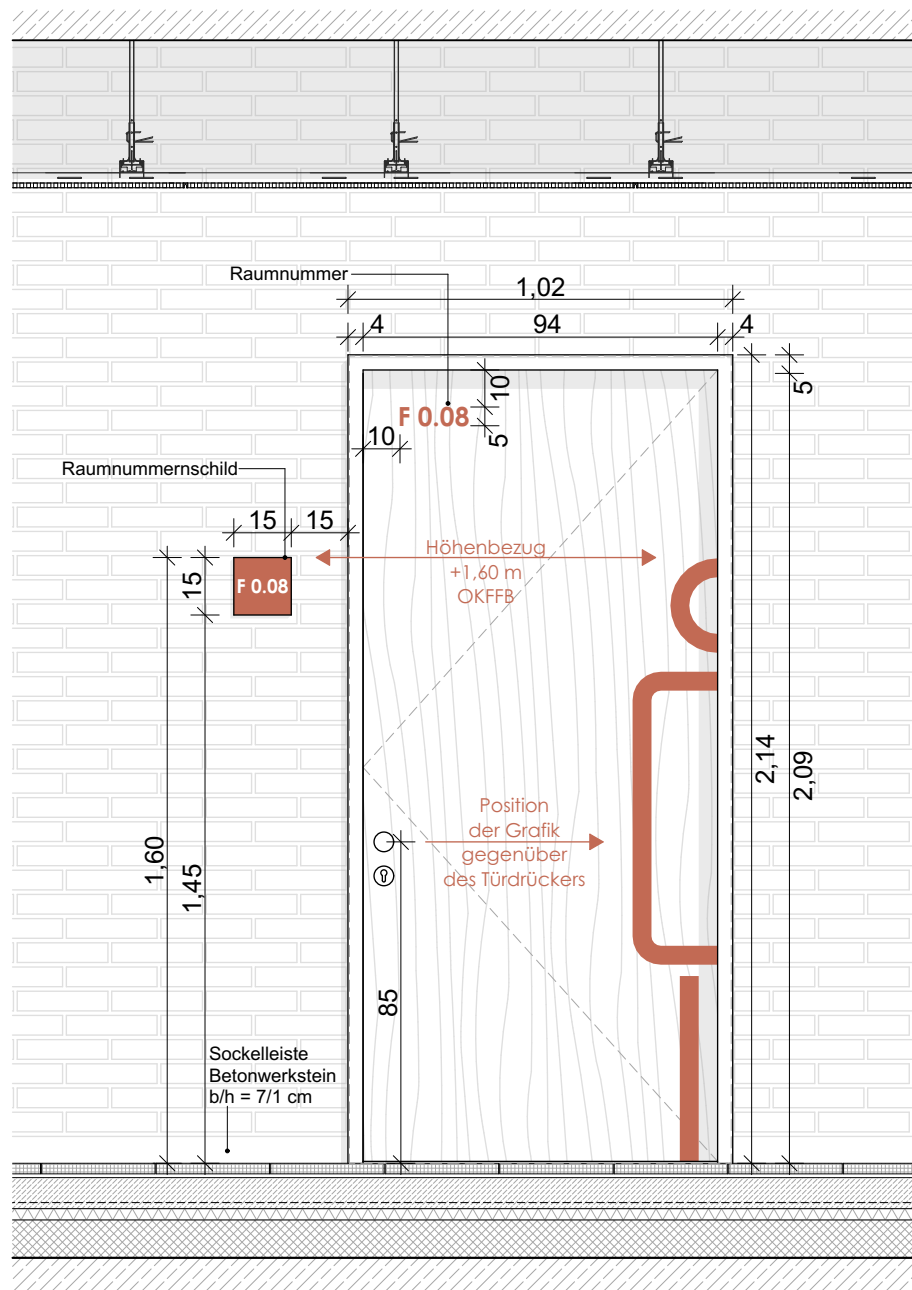 Raumnummer
1,02
4
94
4
10
5
F 0.08
5
10
Raumnummernschild
15
15
Höhenbezug
+1,60 m
OKFFB
15
F 0.08
2,14
2,09
Position
der Grafik
gegenüber
des Türdrückers
1,60
1,45
85
Sockelleiste
Betonwerkstein
b/h = 7/1 cm